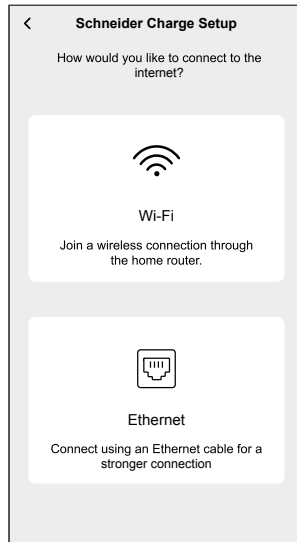 Schneider Charge Setup
How would you like to connect to the
internet?
Wi-Fi
Join a wireless connection through
the home router.
Ethernet
Connect using an Ethernet cable for a
stronger connection